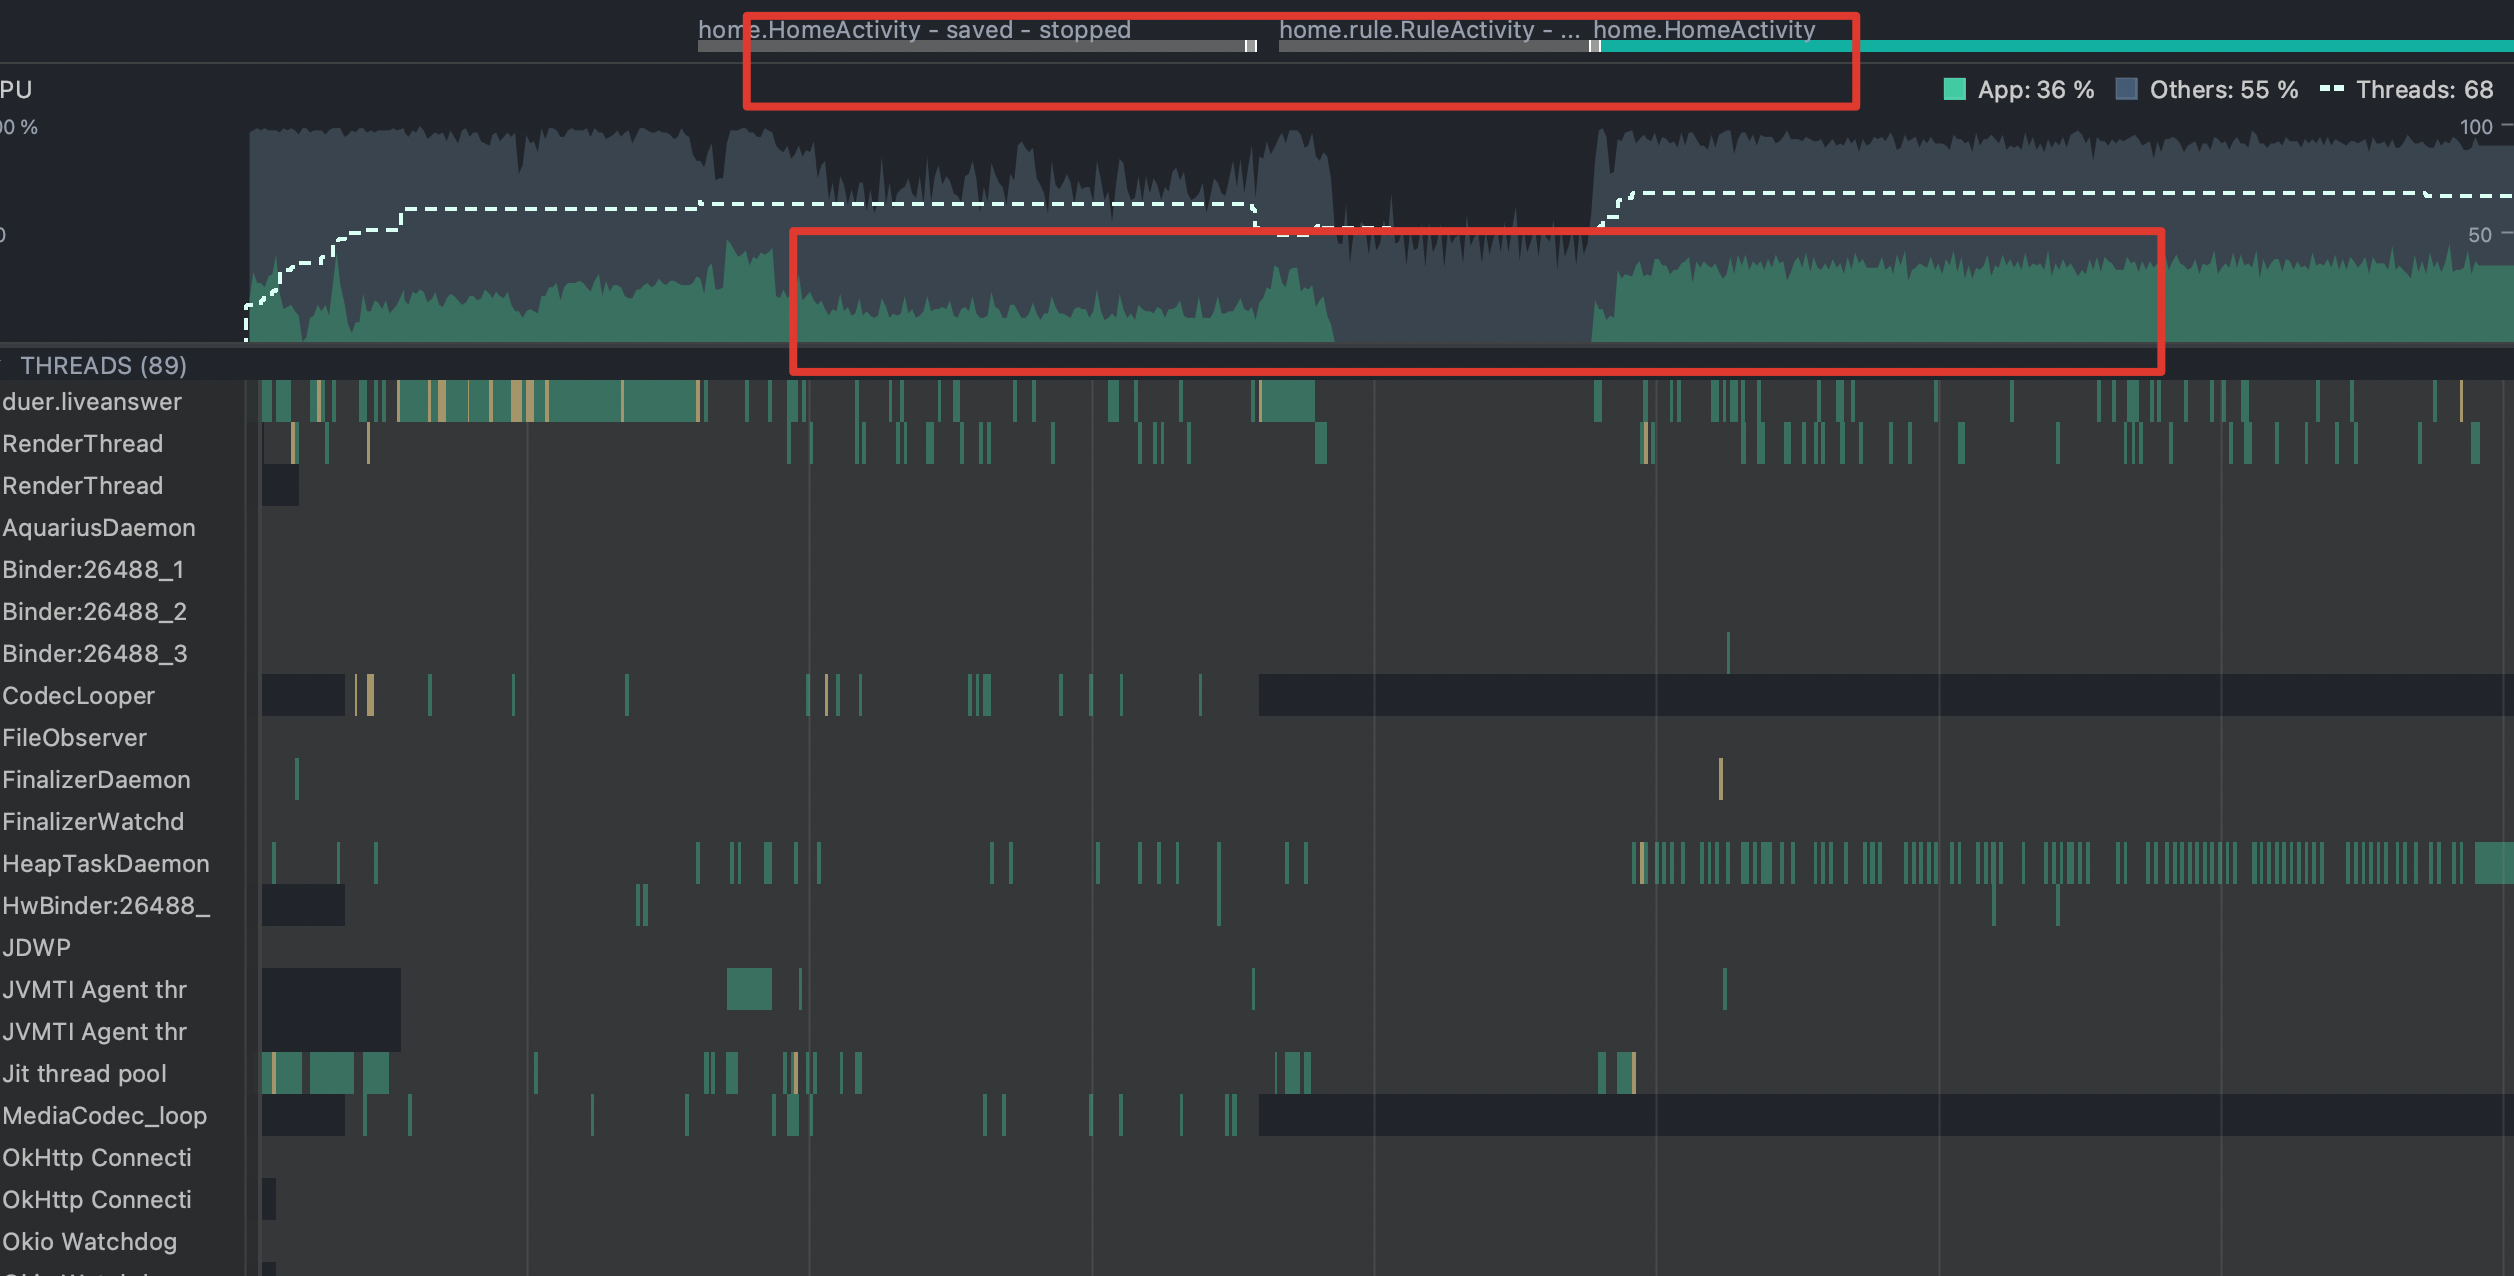 home.HomeActivity - saved - stopped
home.rule.RuleActivity - ...
home.HomeActivity
PU
App: 36 %
Others: 55 %
Threads: 68
00 %
100
0
50
THREADS (89)
duer.liveanswer
RenderThread
RenderThread
AquariusDaemon
Binder:26488_1
Binder:26488_2
Binder:26488_3
CodecLooper
FileObserver
FinalizerDaemon
FinalizerWatchd
HeapTaskDaemon
HwBinder:26488_
JDWP
JVMTI Agent thr
JVMTI Agent thr
Jit thread pool
MediaCodec_loop
OkHttp Connecti
OkHttp Connecti
Okio Watchdog